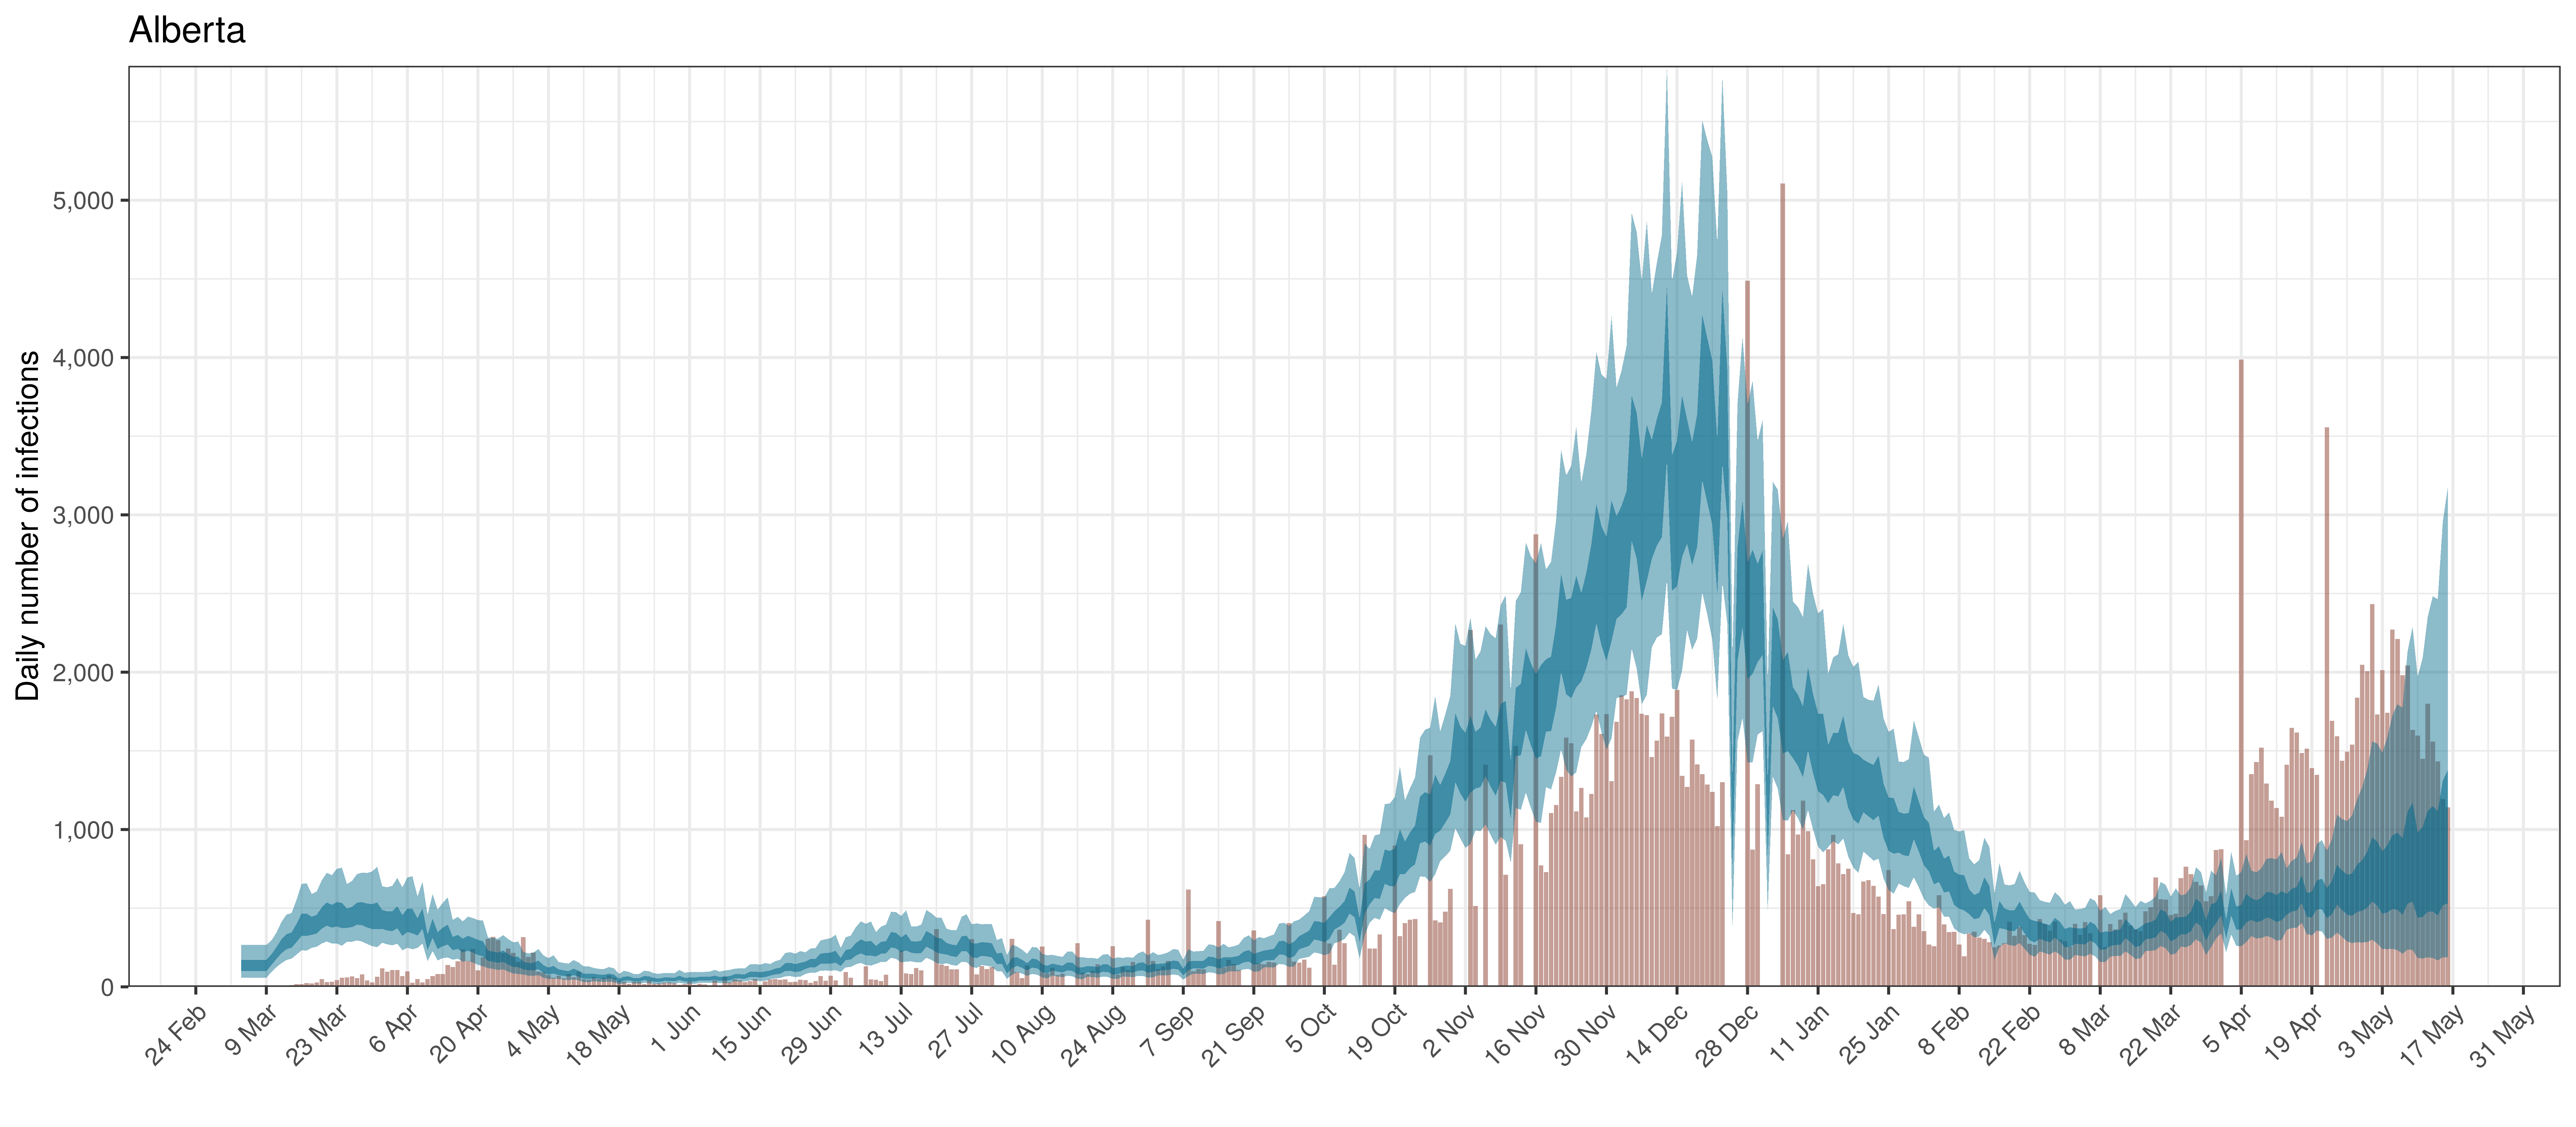 Alberta
Daily number of infections
5,000
4,000
3,000
2,000
1,000
0
24 Feb
9 Mar
23 Mar
6 Apr
20 Apr
4 May
18 May
1 Jun
15 Jun
29 Jun
13 Jul
27 Jul
10 Aug
24 Aug
7 Sep
21 Sep
5 Oct
19 Oct
2 Nov
16 Nov
30 Nov
14 Dec
28 Dec
11 Jan
25 Jan
8 Feb
22 Feb
8 Mar
22 Mar
5 Apr
19 Apr
3 May
17 May
31 May